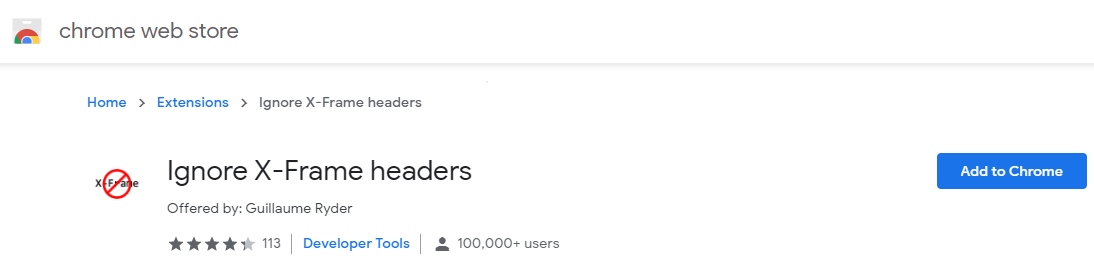 chrome web store
Home > Extensions > Ignore X-Frame headers
X-Frame
Ignore X-Frame headers
Add to Chrome
Offered by: Guillaume Ryder
113 Developer Tools 100,000+ users